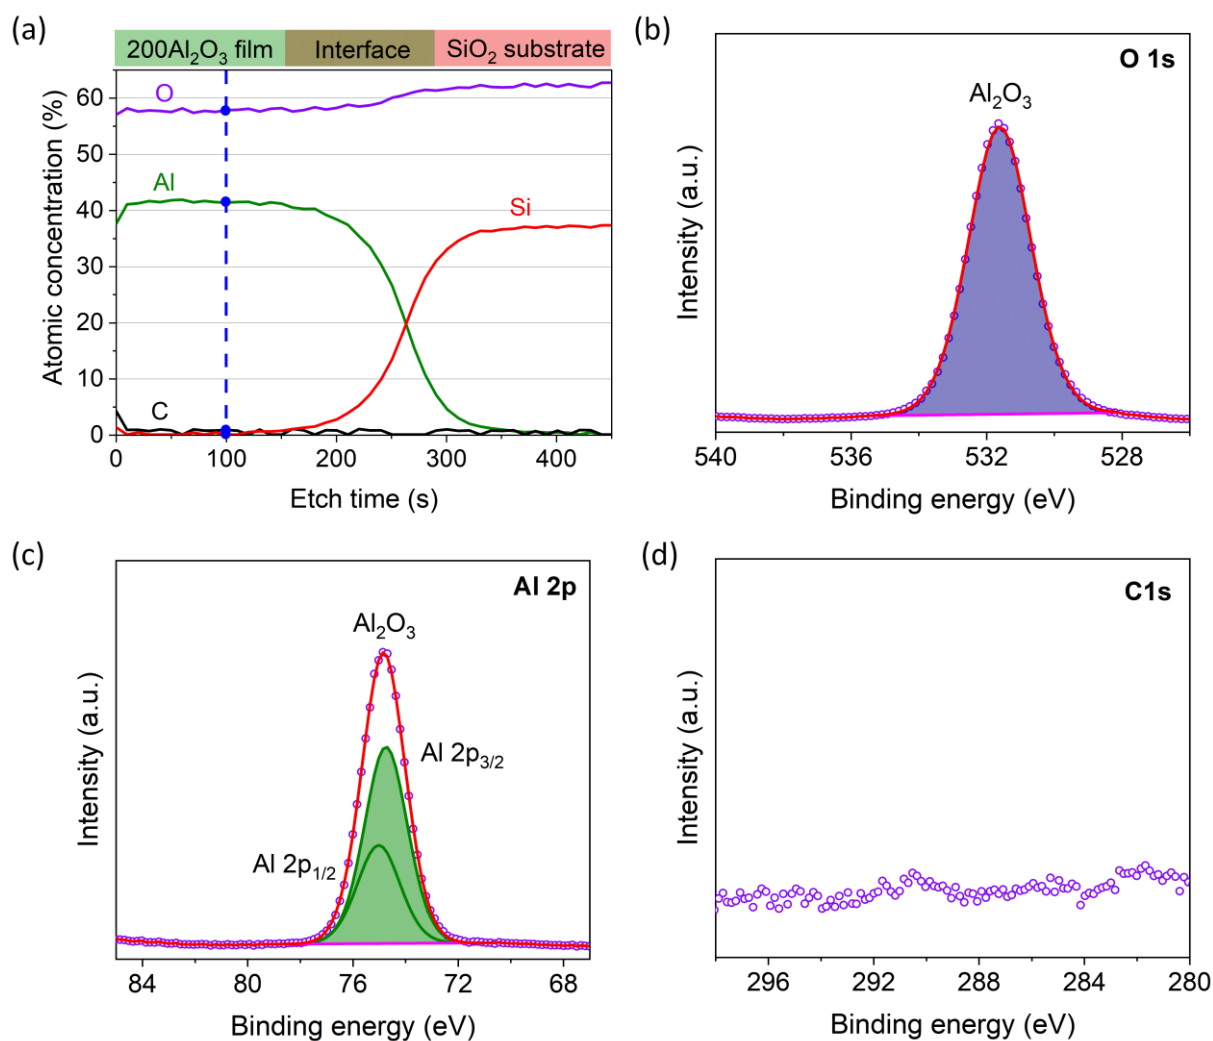 (a)
200Al₂O₃ film Interface SiO₂ substrate
O
Al
Si
C
60
50
40
30
20
10
0
0 100 200 300 400
Atomic concentration (%)
Etch time (s)
(b)
O 1s
Al₂O₃
Intensity (a.u.)
540 536 532 528
Binding energy (eV)
(c)
Al 2p
Al₂O₃
Al 2p₃/₂
Al 2p₁/₂
Intensity (a.u.)
84 80 76 72 68
Binding energy (eV)
(d)
C1s
Intensity (a.u.)
296 292 288 284 280
Binding energy (eV)